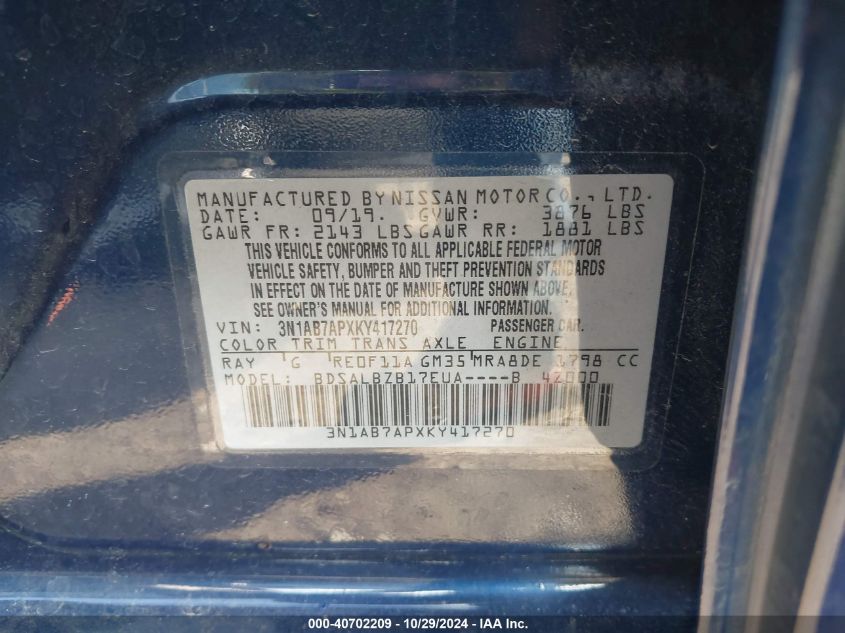 MANUFACTURED BY NISSAN MOTOR CO., LTD.
DATE: 09/19. GVWR: 3876 LBS
GAWR FR: 2143 LBS GAWR RR: 1881 LBS
THIS VEHICLE CONFORMS TO ALL APPLICABLE FEDERAL MOTOR
VEHICLE SAFETY, BUMPER AND THEFT PREVENTION STANDARDS
IN EFFECT ON THE DATE OF MANUFACTURE SHOWN ABOVE.
SEE OWNER'S MANUAL FOR ADDITIONAL INFORMATION.
VIN: 3N1AB7APXKY417270 PASSENGER CAR.
COLOR TRIM TRANS AXLE ENGINE
RAY G RE0F11A GM35 MRA8DE 1798 CC
MODEL: BDSALBZB17EUA----B 42000
3N1AB7APXKY417270
000-40702209 - 10/29/2024 - IAA Inc.